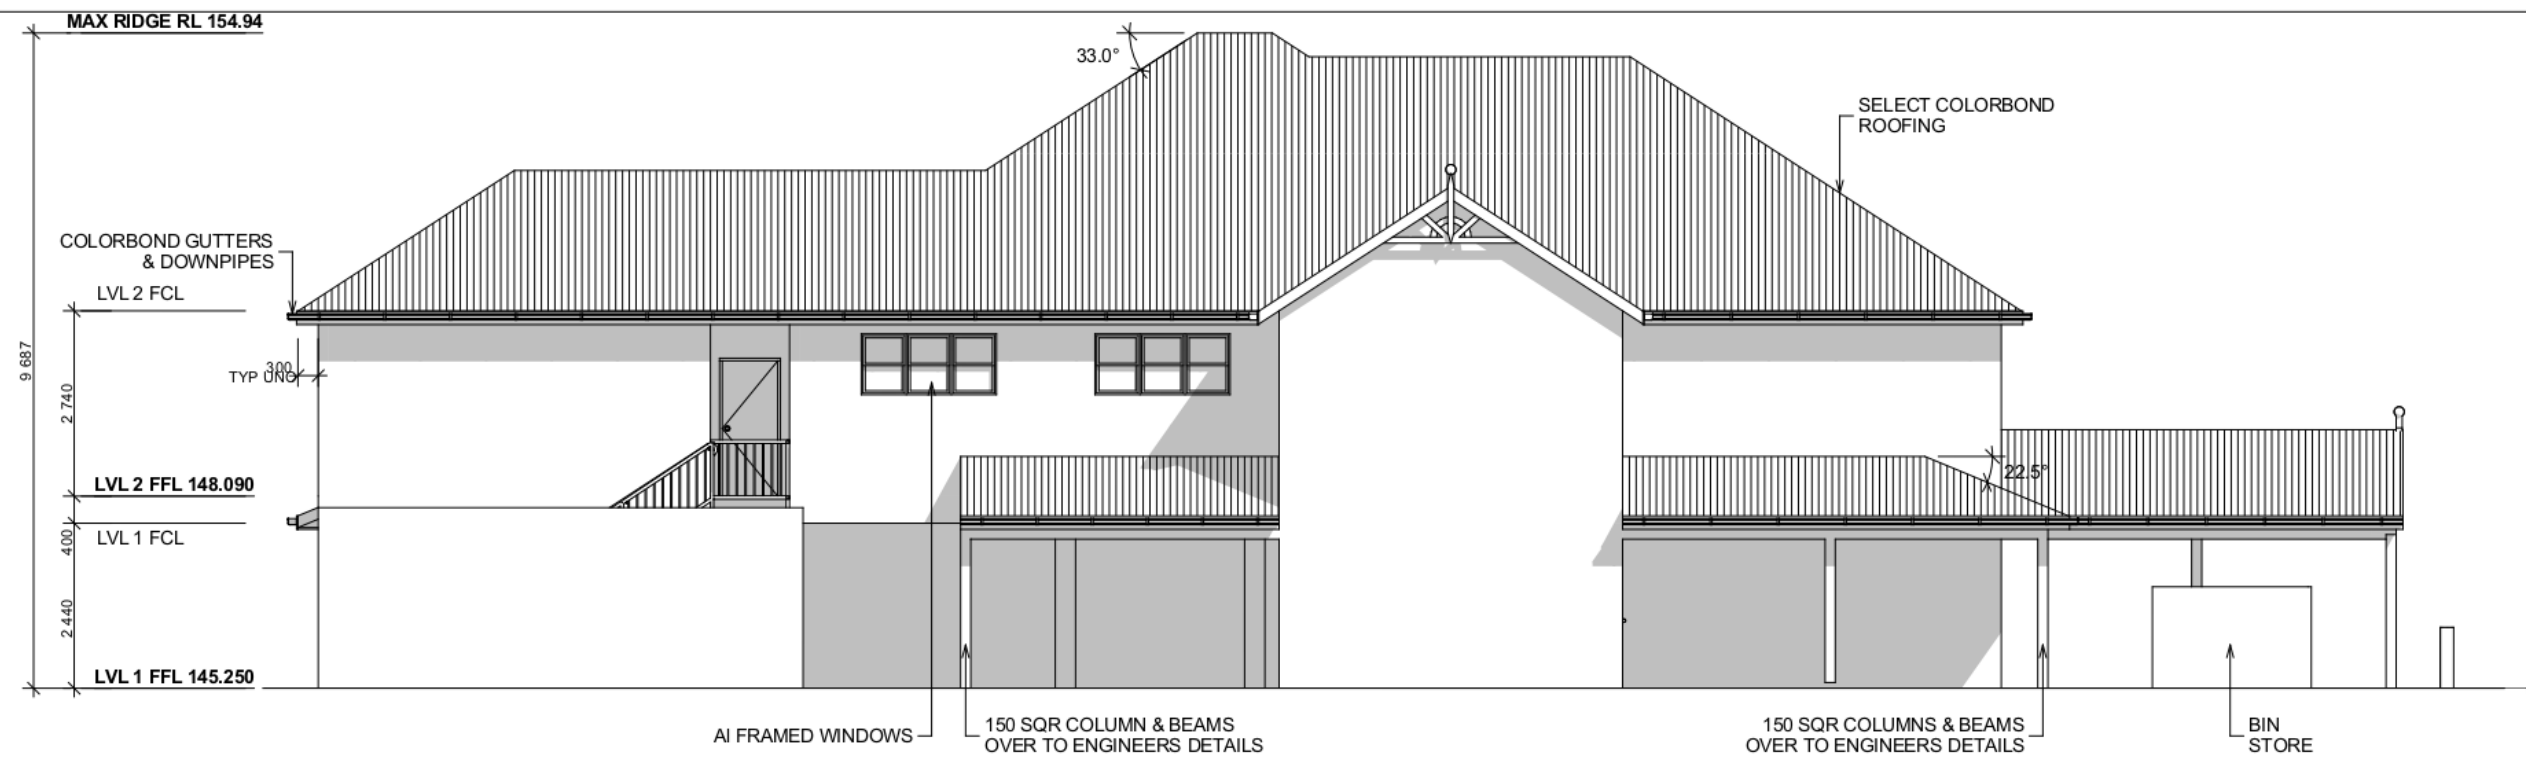 MAX RIDGE RL 154.94
33.0°
SELECT COLORBOND
ROOFING
COLORBOND GUTTERS
& DOWNPIPES
LVL 2 FCL
9 687
300
TYP UNO
2 740
22.5°
LVL 2 FFL 148.090
400
LVL 1 FCL
2 440
LVL 1 FFL 145.250
AI FRAMED WINDOWS
150 SQR COLUMN & BEAMS
OVER TO ENGINEERS DETAILS
150 SQR COLUMNS & BEAMS
OVER TO ENGINEERS DETAILS
BIN
STORE